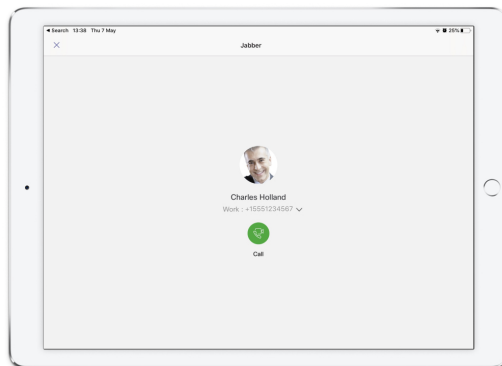 ◀ Search 13:38 Thu 7 May 25%
Jabber
Charles Holland
Work : +15551234567
Call